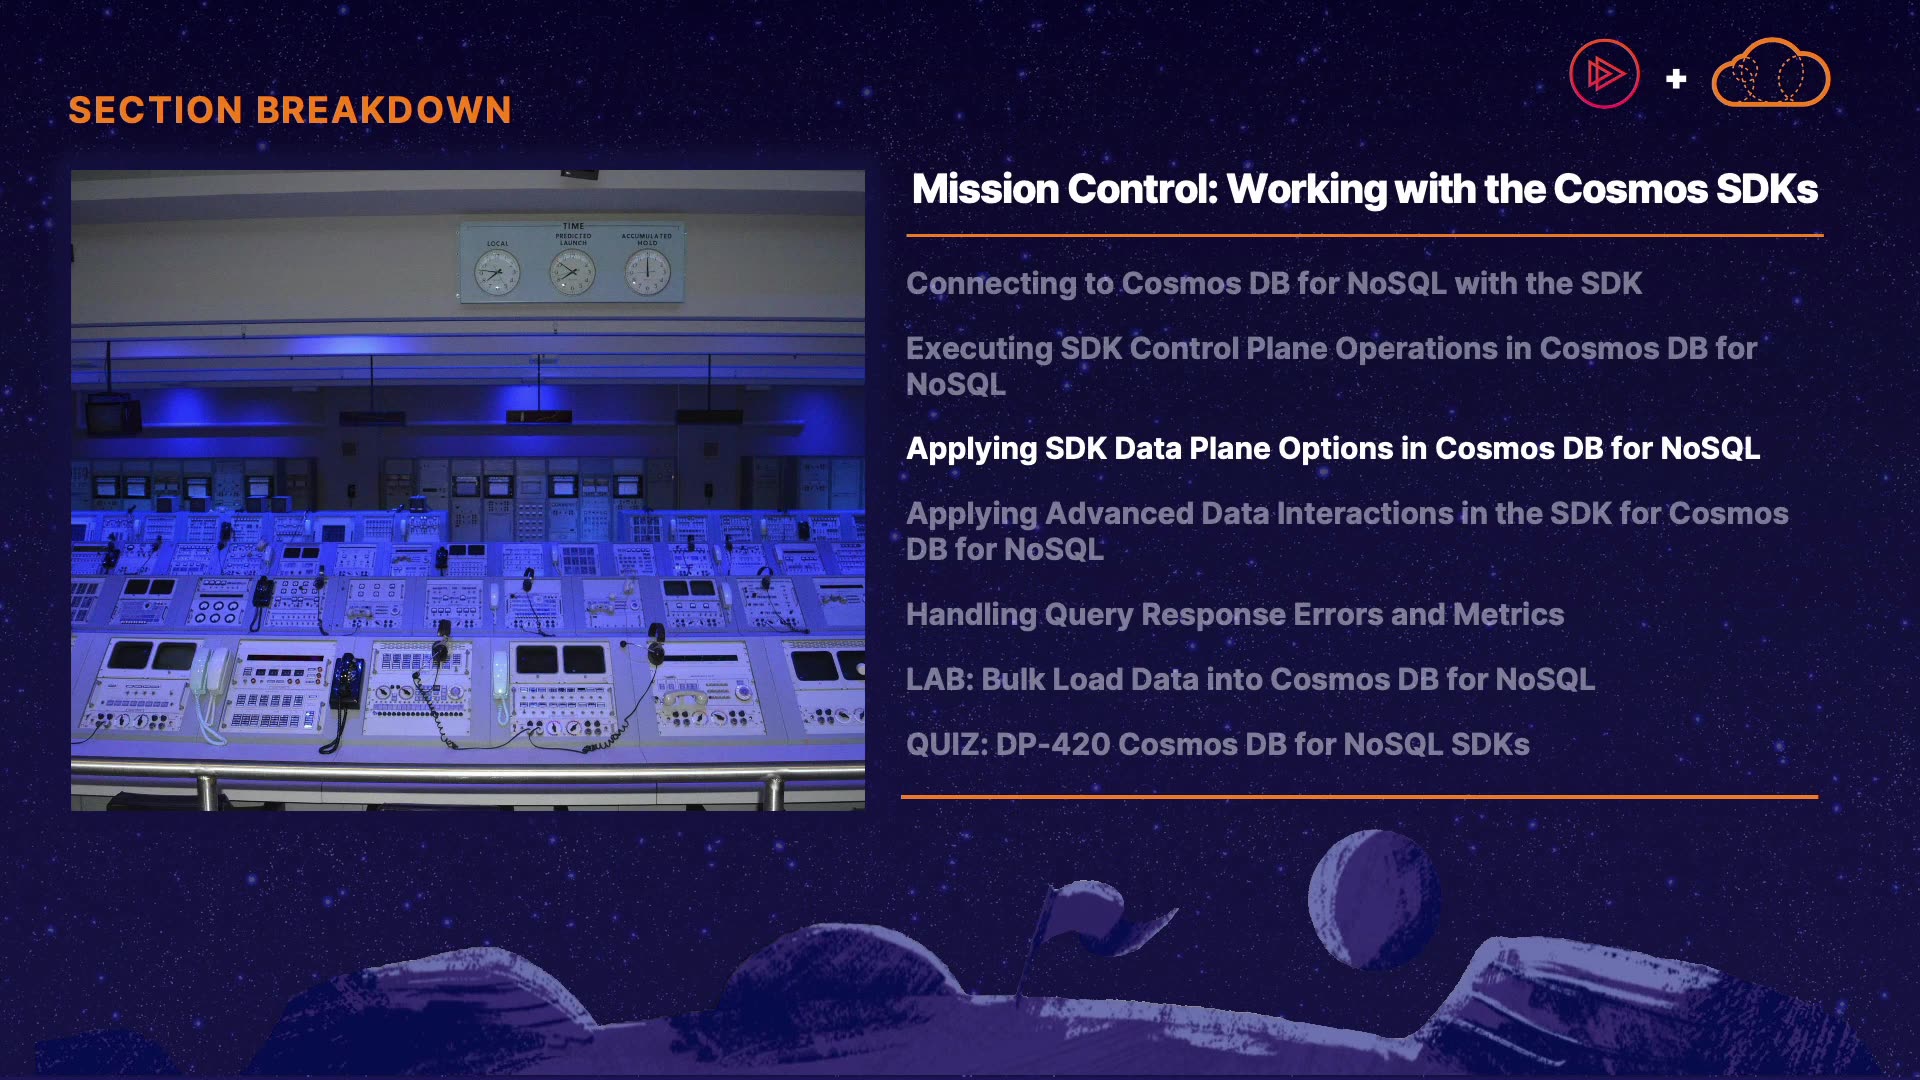 SECTION BREAKDOWN
+
TIME
LOCAL
PREDICTED
LAUNCH
ACCUMULATED
HOLD
Mission Control: Working with the Cosmos SDKs
Connecting to Cosmos DB for NoSQL with the SDK
Executing SDK Control Plane Operations in Cosmos DB for
NoSQL
Applying SDK Data Plane Options in Cosmos DB for NoSQL
Applying Advanced Data Interactions in the SDK for Cosmos
DB for NoSQL
Handling Query Response Errors and Metrics
LAB: Bulk Load Data into Cosmos DB for NoSQL
QUIZ: DP-420 Cosmos DB for NoSQL SDKs